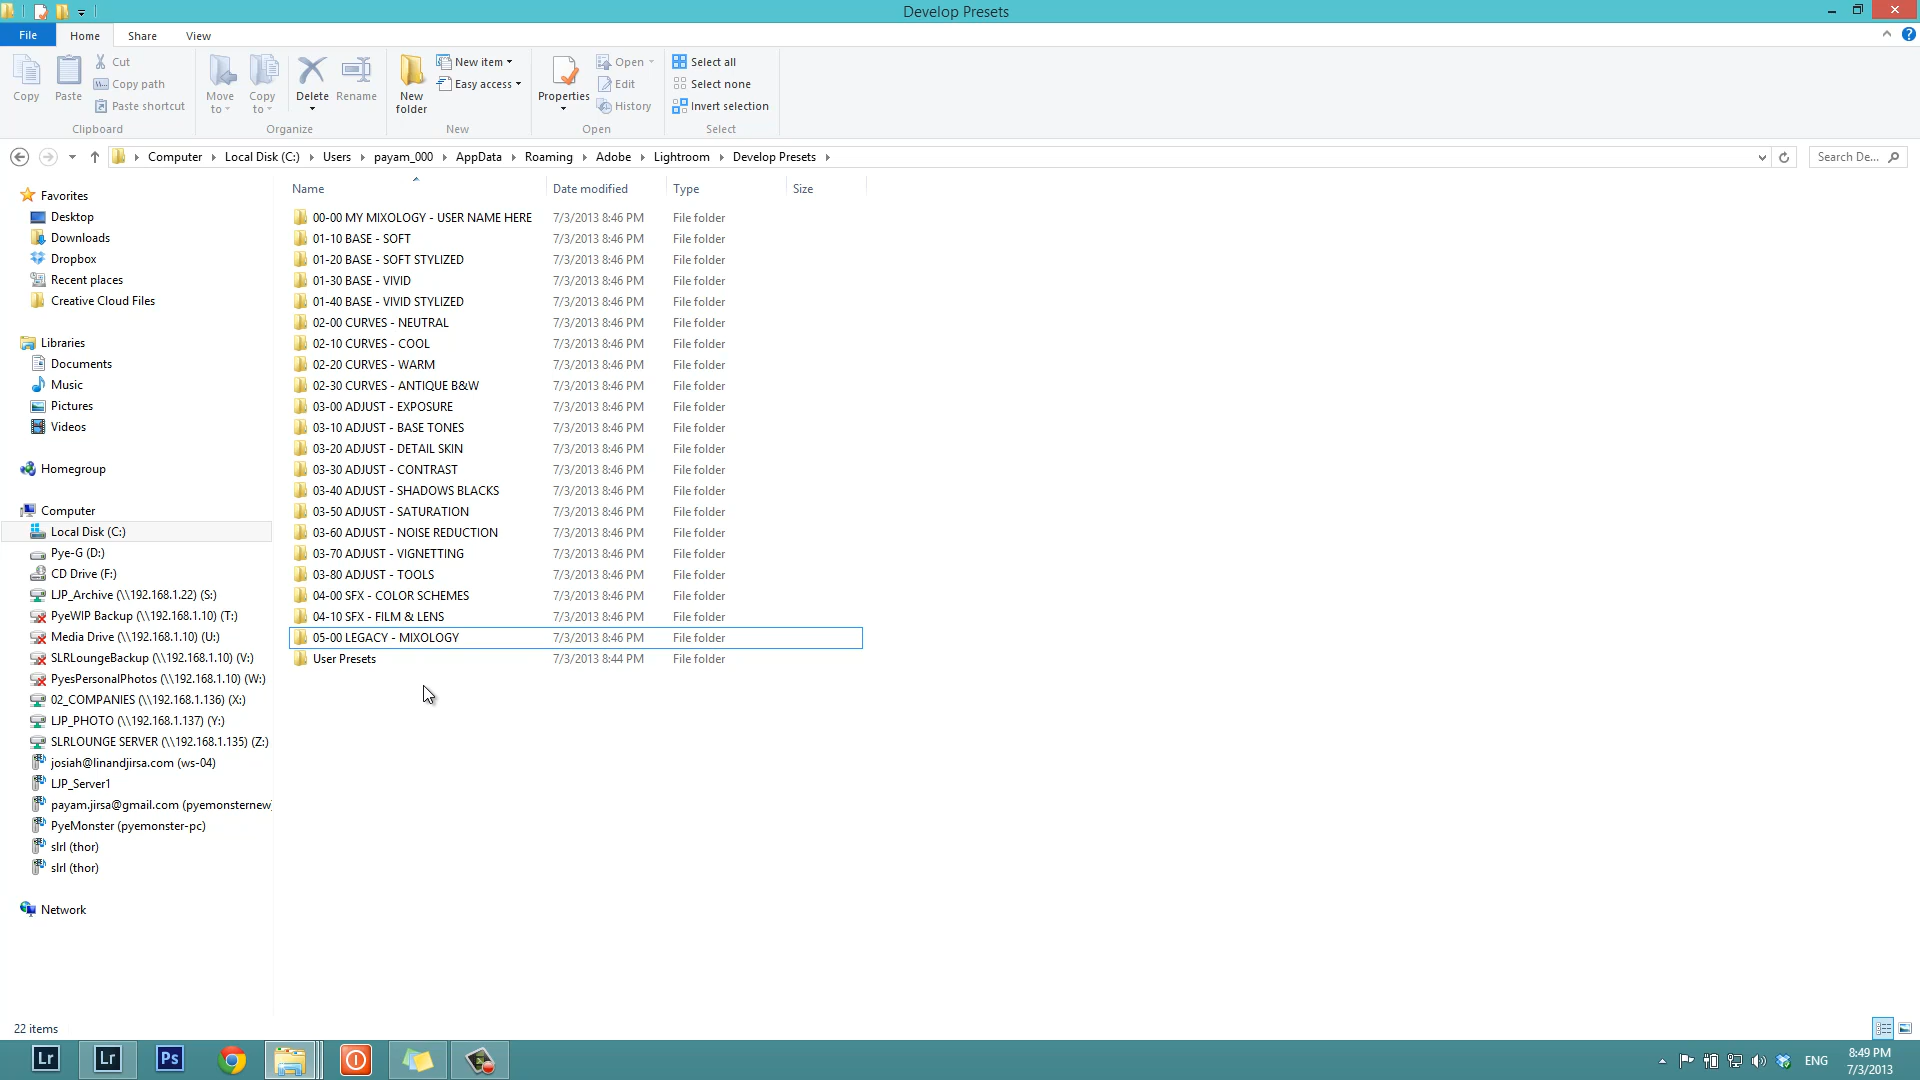 Develop Presets
File Home Share View
Copy Paste Cut Copy path Paste shortcut Move to Copy to Delete Rename New folder New item Easy access Properties Open Edit History Select all Select none Invert selection
Clipboard Organize New Open Select
Computer Local Disk (C:) Users payam_000 AppData Roaming Adobe Lightroom Develop Presets Search De...
Favorites
Desktop
Downloads
Dropbox
Recent places
Creative Cloud Files
Libraries
Documents
Music
Pictures
Videos
Homegroup
Computer
Local Disk (C:)
Pye-G (D:)
CD Drive (F:)
LJP_Archive (\\192.168.1.22) (S:)
PyeWIP Backup (\\192.168.1.10) (T:)
Media Drive (\\192.168.1.10) (U:)
SLRLoungeBackup (\\192.168.1.10) (V:)
PyesPersonalPhotos (\\192.168.1.10) (W:)
02_COMPANIES (\\192.168.1.136) (X:)
LJP_PHOTO (\\192.168.1.137) (Y:)
SLRLOUNGE SERVER (\\192.168.1.135) (Z:)
josiah@linandjirsa.com (ws-04)
LJP_Server1
payam.jirsa@gmail.com (pyemonsternew)
PyeMonster (pyemonster-pc)
slrl (thor)
slrl (thor)
Network
Name Date modified Type Size
00-00 MY MIXOLOGY - USER NAME HERE 7/3/2013 8:46 PM File folder
01-10 BASE - SOFT 7/3/2013 8:46 PM File folder
01-20 BASE - SOFT STYLIZED 7/3/2013 8:46 PM File folder
01-30 BASE - VIVID 7/3/2013 8:46 PM File folder
01-40 BASE - VIVID STYLIZED 7/3/2013 8:46 PM File folder
02-00 CURVES - NEUTRAL 7/3/2013 8:46 PM File folder
02-10 CURVES - COOL 7/3/2013 8:46 PM File folder
02-20 CURVES - WARM 7/3/2013 8:46 PM File folder
02-30 CURVES - ANTIQUE B&W 7/3/2013 8:46 PM File folder
03-00 ADJUST - EXPOSURE 7/3/2013 8:46 PM File folder
03-10 ADJUST - BASE TONES 7/3/2013 8:46 PM File folder
03-20 ADJUST - DETAIL SKIN 7/3/2013 8:46 PM File folder
03-30 ADJUST - CONTRAST 7/3/2013 8:46 PM File folder
03-40 ADJUST - SHADOWS BLACKS 7/3/2013 8:46 PM File folder
03-50 ADJUST - SATURATION 7/3/2013 8:46 PM File folder
03-60 ADJUST - NOISE REDUCTION 7/3/2013 8:46 PM File folder
03-70 ADJUST - VIGNETTING 7/3/2013 8:46 PM File folder
03-80 ADJUST - TOOLS 7/3/2013 8:46 PM File folder
04-00 SFX - COLOR SCHEMES 7/3/2013 8:46 PM File folder
04-10 SFX - FILM & LENS 7/3/2013 8:46 PM File folder
05-00 LEGACY - MIXOLOGY 7/3/2013 8:46 PM File folder
User Presets 7/3/2013 8:44 PM File folder
22 items
Lr Lr Ps ENG 8:49 PM
7/3/2013